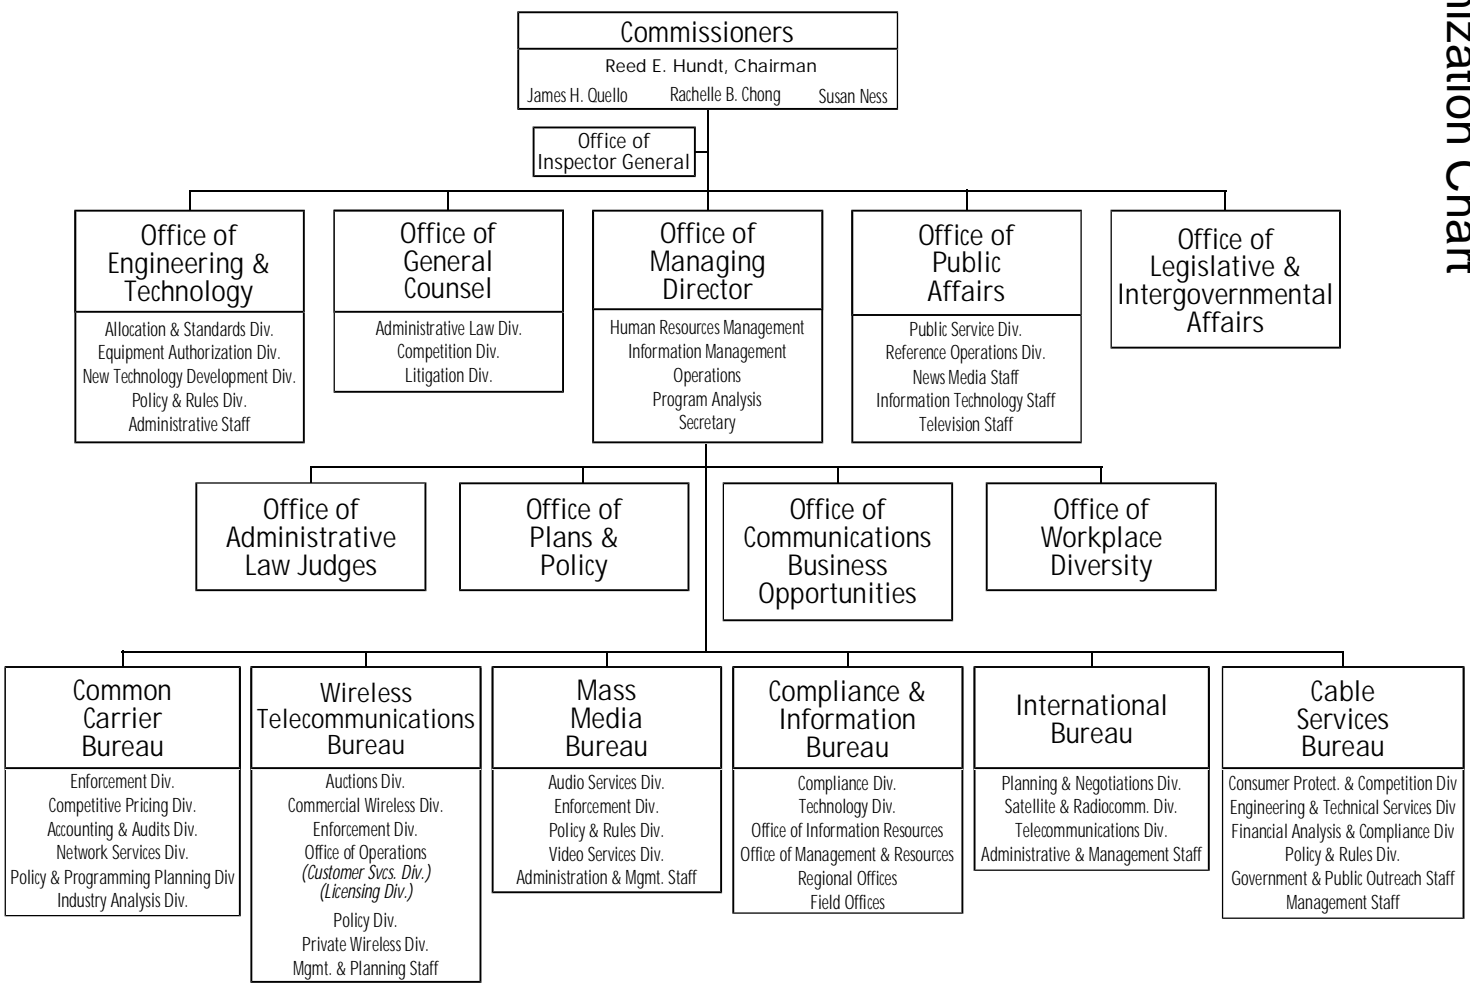 Commissioners
Reed E. Hundt, Chairman
James H. Quello
Rachelle B. Chong
Susan Ness
Office of
Inspector General
Office of
Engineering &
Technology
Allocation & Standards Div.
Equipment Authorization Div.
New Technology Development Div.
Policy & Rules Div.
Administrative Staff
Office of
General
Counsel
Administrative Law Div.
Competition Div.
Litigation Div.
Office of
Managing
Director
Human Resources Management
Information Management
Operations
Program Analysis
Secretary
Office of
Public
Affairs
Public Service Div.
Reference Operations Div.
News Media Staff
Information Technology Staff
Television Staff
Office of
Legislative &
Intergovernmental
Affairs
Office of
Administrative
Law Judges
Office of
Plans &
Policy
Office of
Communications
Business
Opportunities
Office of
Workplace
Diversity
Common
Carrier
Bureau
Enforcement Div.
Competitive Pricing Div.
Accounting & Audits Div.
Network Services Div.
Policy & Programming Planning Div
Industry Analysis Div.
Wireless
Telecommunications
Bureau
Auctions Div.
Commercial Wireless Div.
Enforcement Div.
Office of Operations
(Customer Svcs. Div.)
(Licensing Div.)
Policy Div.
Private Wireless Div.
Mgmt. & Planning Staff
Mass
Media
Bureau
Audio Services Div.
Enforcement Div.
Policy & Rules Div.
Video Services Div.
Administration & Mgmt. Staff
Compliance &
Information
Bureau
Compliance Div.
Technology Div.
Office of Information Resources
Office of Management & Resources
Regional Offices
Field Offices
International
Bureau
Planning & Negotiations Div.
Satellite & Radiocomm. Div.
Telecommunications Div.
Administrative & Management Staff
Cable
Services
Bureau
Consumer Protect. & Competition Div
Engineering & Technical Services Div
Financial Analysis & Compliance Div
Policy & Rules Div.
Government & Public Outreach Staff
Management Staff
Chart